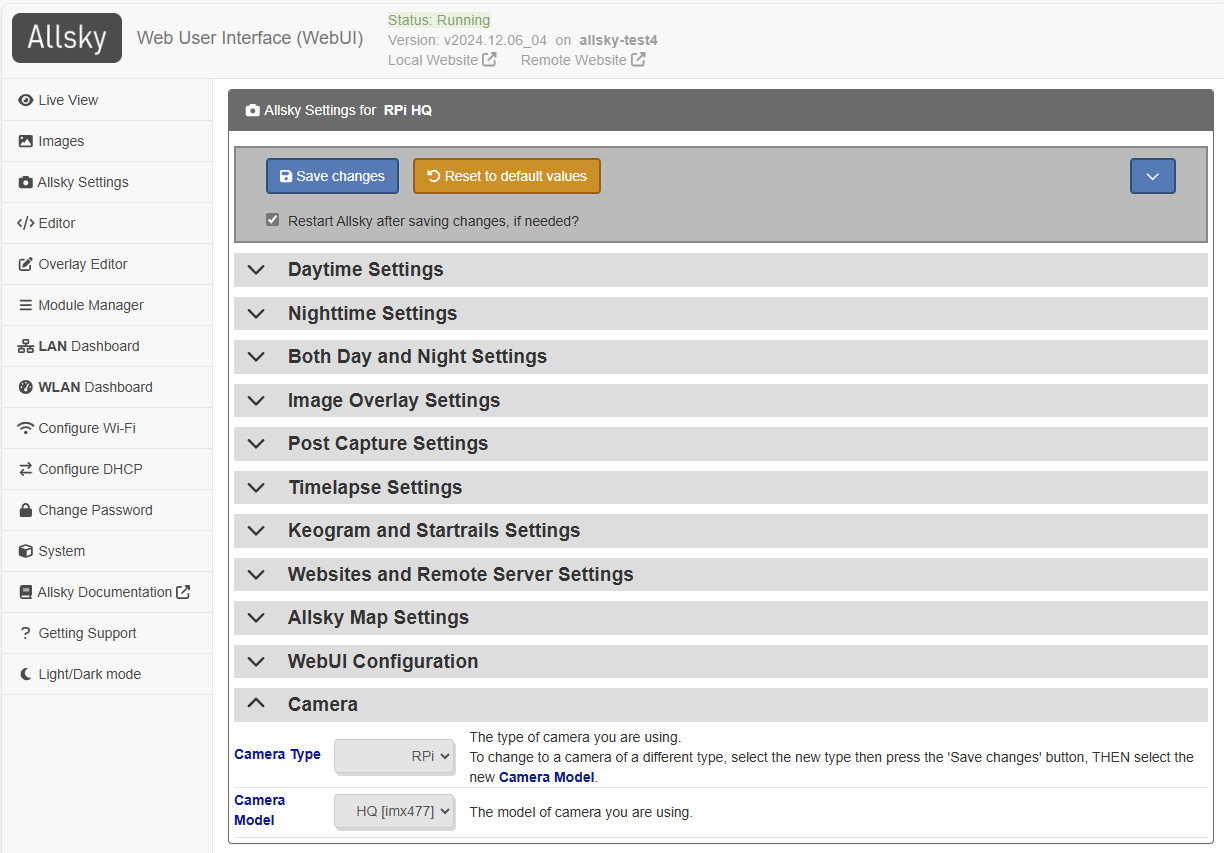 Allsky
Web User Interface (WebUI)
Status: Running
Version: v2024.12.06_04 on allsky-test4
Local Website Remote Website
Live View
Images
Allsky Settings
Editor
Overlay Editor
Module Manager
LAN Dashboard
WLAN Dashboard
Configure Wi-Fi
Configure DHCP
Change Password
System
Allsky Documentation
? Getting Support
Light/Dark mode
Allsky Settings for RPi HQ
Save changes Reset to default values
Restart Allsky after saving changes, if needed?
Daytime Settings
Nighttime Settings
Both Day and Night Settings
Image Overlay Settings
Post Capture Settings
Timelapse Settings
Keogram and Startrails Settings
Websites and Remote Server Settings
Allsky Map Settings
WebUI Configuration
Camera
Camera Type
RPi
The type of camera you are using.
To change to a camera of a different type, select the new type then press the 'Save changes' button, THEN select the
new Camera Model.
Camera
Model
HQ [imx477]
The model of camera you are using.